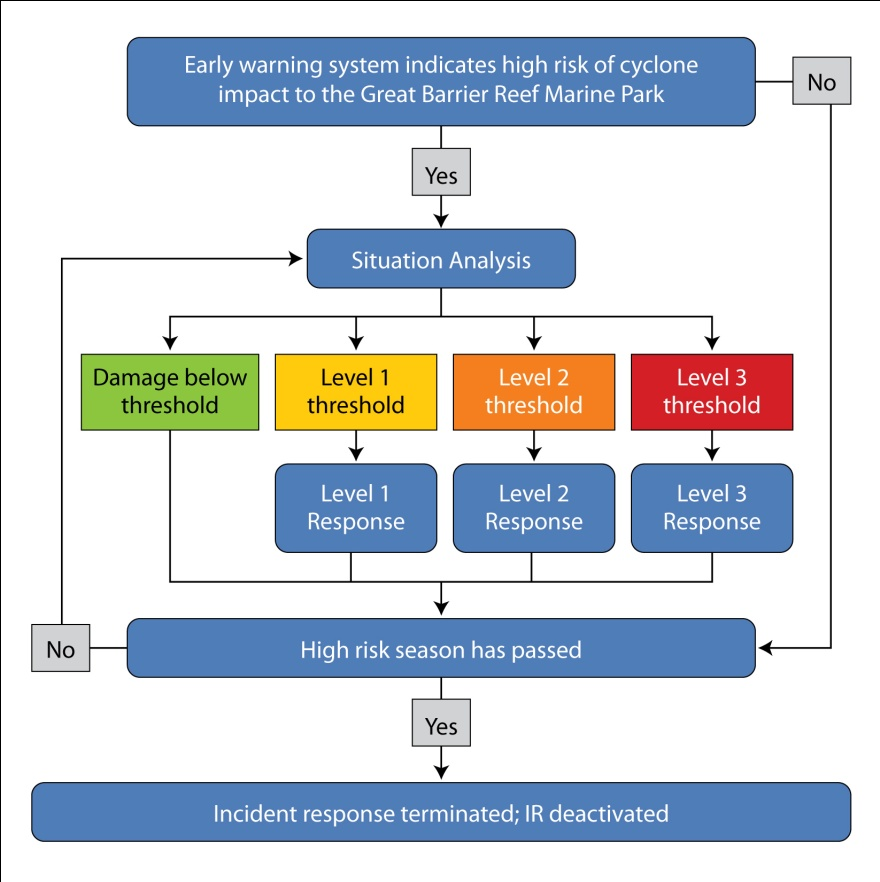 Early warning system indicates high risk of cyclone
impact to the Great Barrier Reef Marine Park
No
Yes
Situation Analysis
Damage below
threshold
Level 1
threshold
Level 2
threshold
Level 3
threshold
Level 1
Response
Level 2
Response
Level 3
Response
No
High risk season has passed
Yes
Incident response terminated; IR deactivated